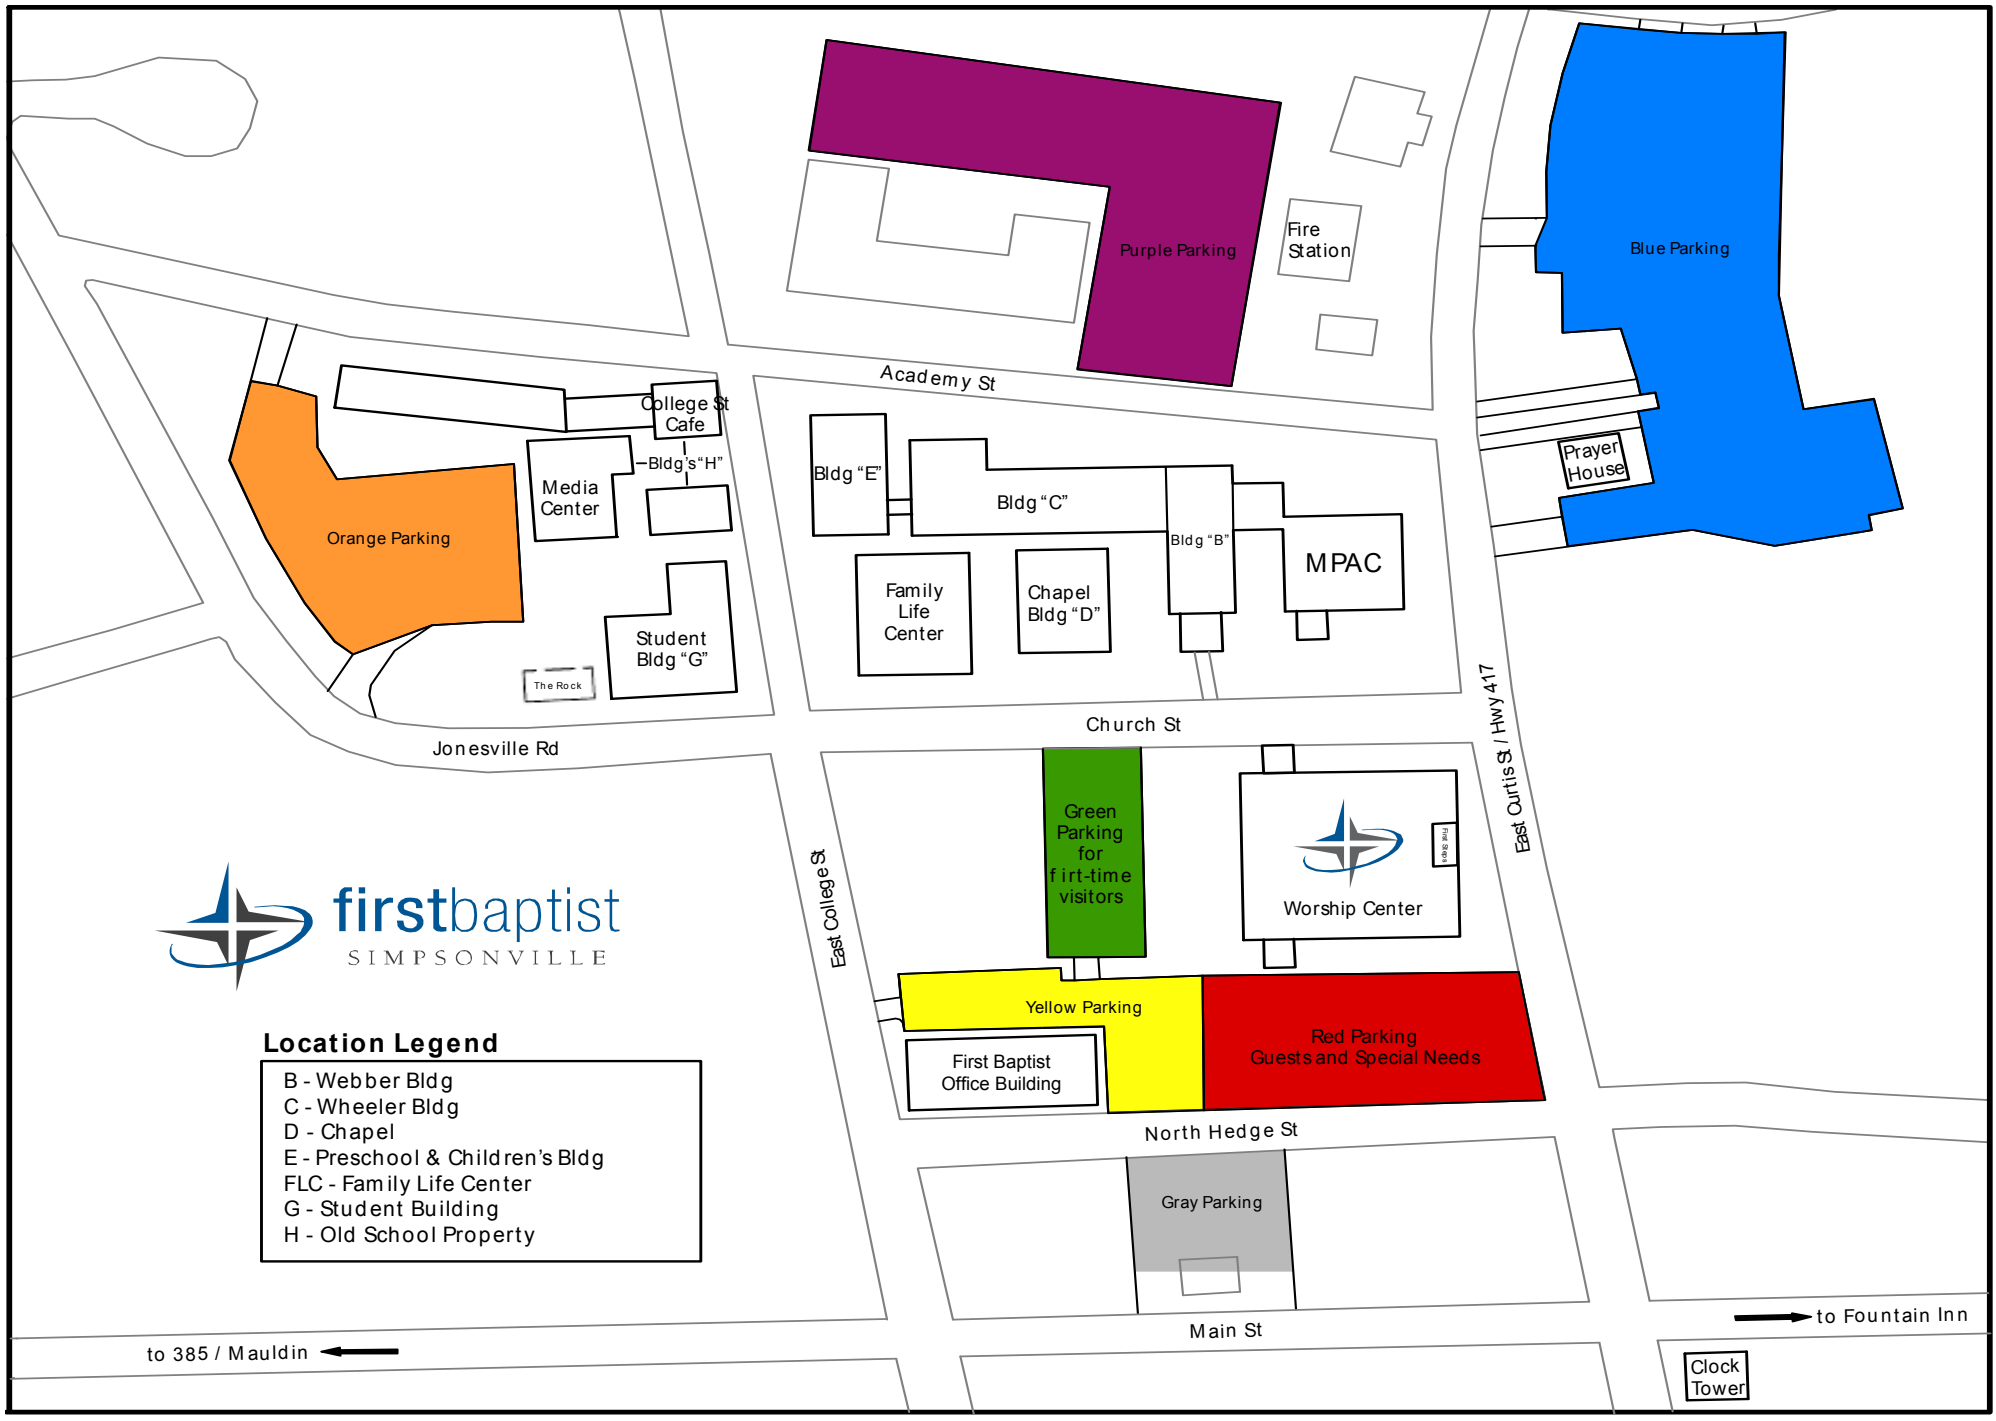 Purple Parking
Fire
Station
Blue Parking
Academy St
College St
Cafe
Bldg's "H"
Media
Center
Orange Parking
Bldg "E"
Bldg "C"
Bldg "B"
MPAC
Prayer
House
Family
Life
Center
Chapel
Bldg "D"
Student
Bldg "G"
The Rock
Jonesville Rd
Church St
East Curtis St / Hwy 417
East College St
Green
Parking
for
firt-time
visitors
First Steps
Worship Center
firstbaptist
SIMPSONVILLE
Yellow Parking
Red Parking
Guests and Special Needs
First Baptist
Office Building
Location Legend
B - Webber Bldg
C - Wheeler Bldg
D - Chapel
E - Preschool & Children's Bldg
FLC - Family Life Center
G - Student Building
H - Old School Property
North Hedge St
Gray Parking
Main St
to 385 / Mauldin
to Fountain Inn
Clock
Tower